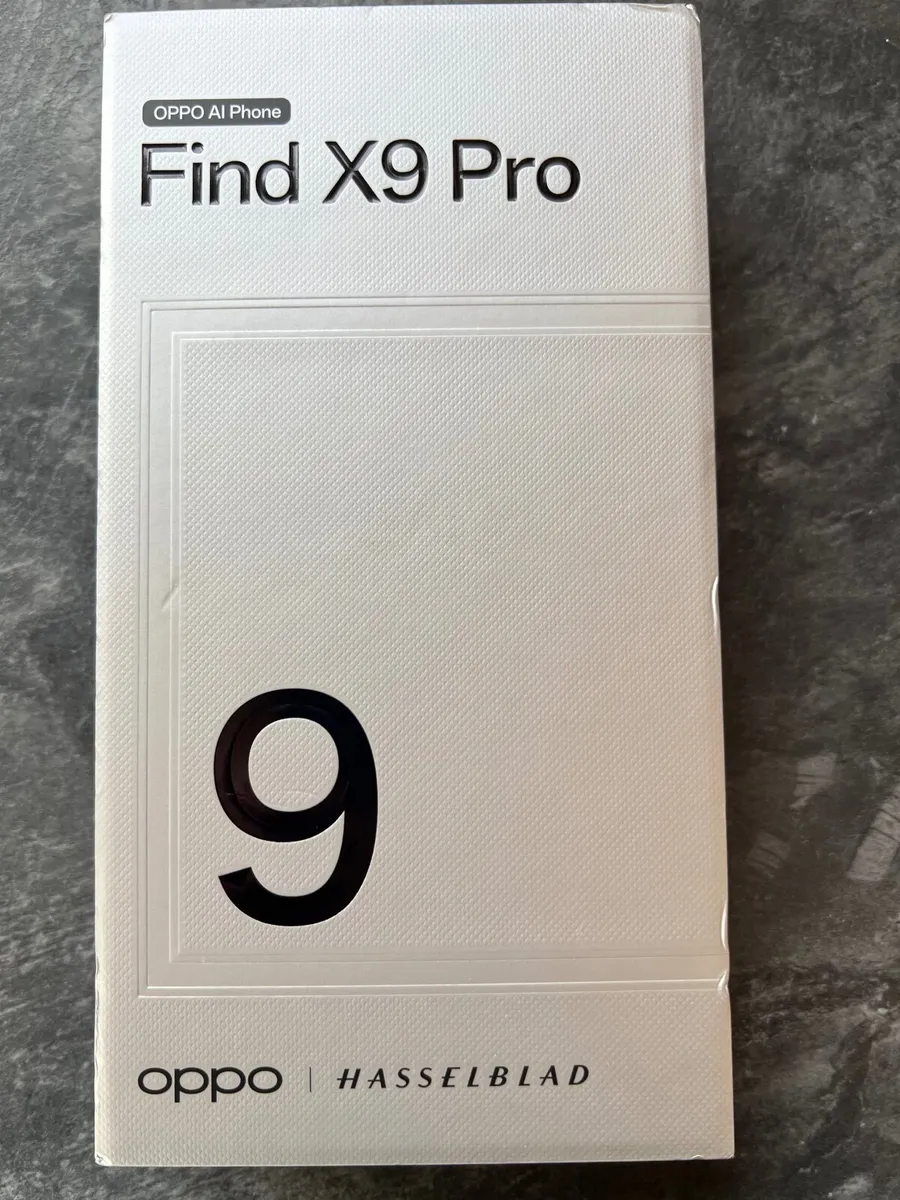 OPPO AI Phone
Find X9 Pro
9
oppo | HASSELBLAD